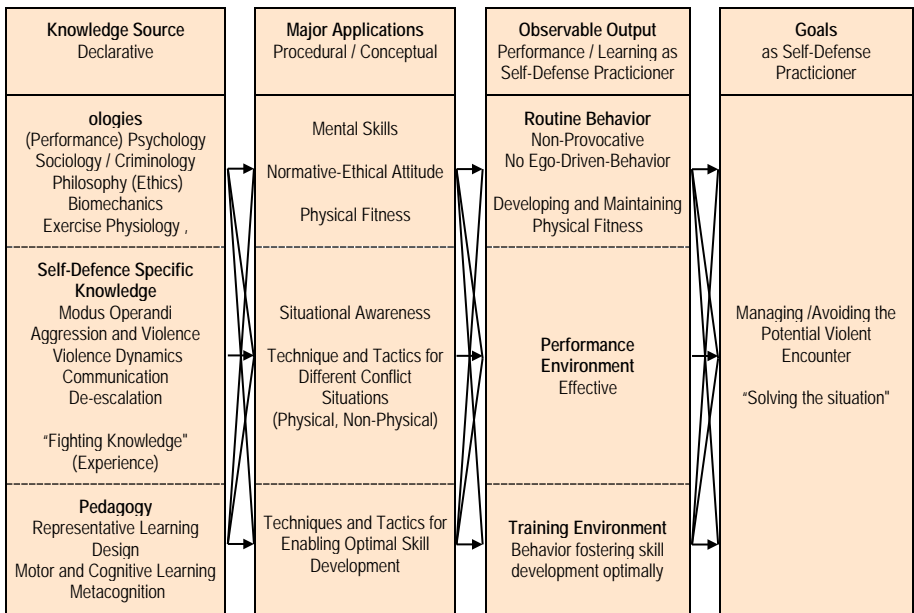 Knowledge Source
Declarative
ologies
(Performance) Psychology
Sociology / Criminology
Philosophy (Ethics)
Biomechanics
Exercise Physiology ,
Self-Defence Specific
Knowledge
Modus Operandi
Aggression and Violence
Violence Dynamics
Communication
De-escalation
“Fighting Knowledge"
(Experience)
Pedagogy
Representative Learning
Design
Motor and Cognitive Learning
Metacognition
Major Applications
Procedural / Conceptual
Mental Skills
Normative-Ethical Attitude
Physical Fitness
Situational Awareness
Technique and Tactics for
Different Conflict
Situations
(Physical, Non-Physical)
Techniques and Tactics for
Enabling Optimal Skill
Development
Observable Output
Performance / Learning as
Self-Defense Practicioner
Routine Behavior
Non-Provocative
No Ego-Driven-Behavior
Developing and Maintaining
Physical Fitness
Performance
Environment
Effective
Training Environment
Behavior fostering skill
development optimally
Goals
as Self-Defense
Practicioner
Managing /Avoiding the
Potential Violent
Encounter
“Solving the situation"